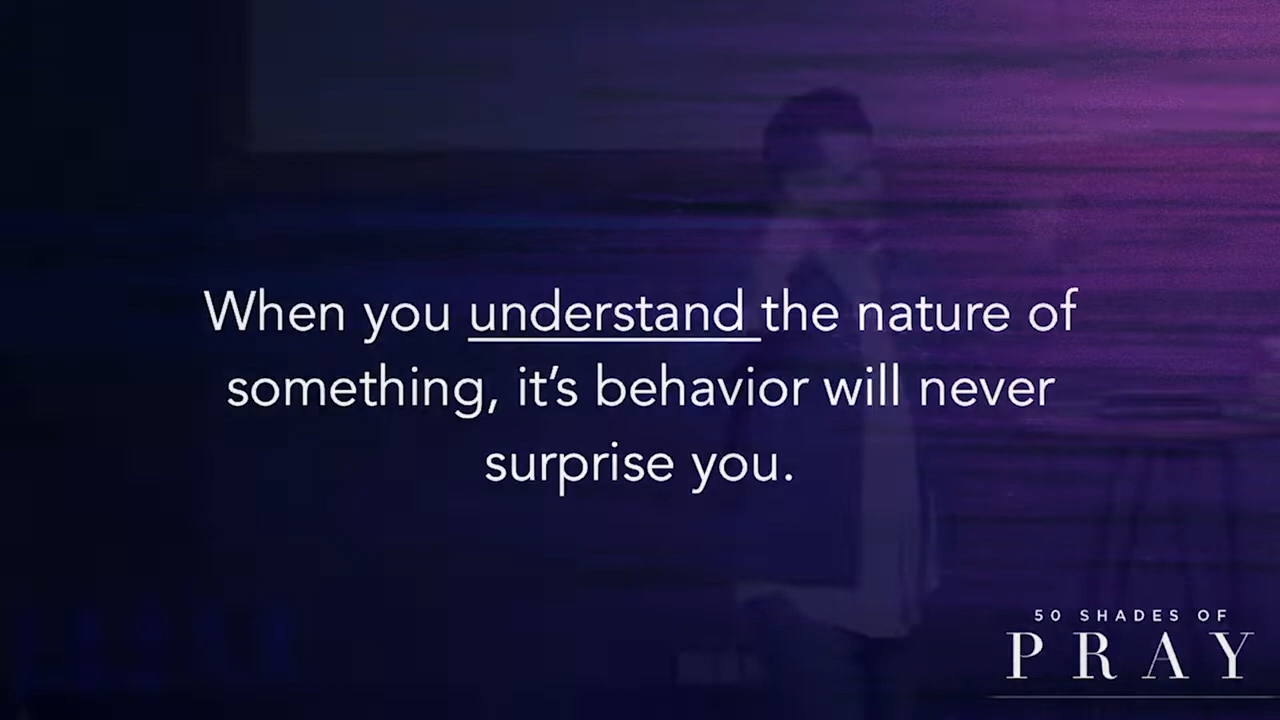 When you understand the nature of
something, it’s behavior will never
surprise you.
50 SHADES OF
PRAY